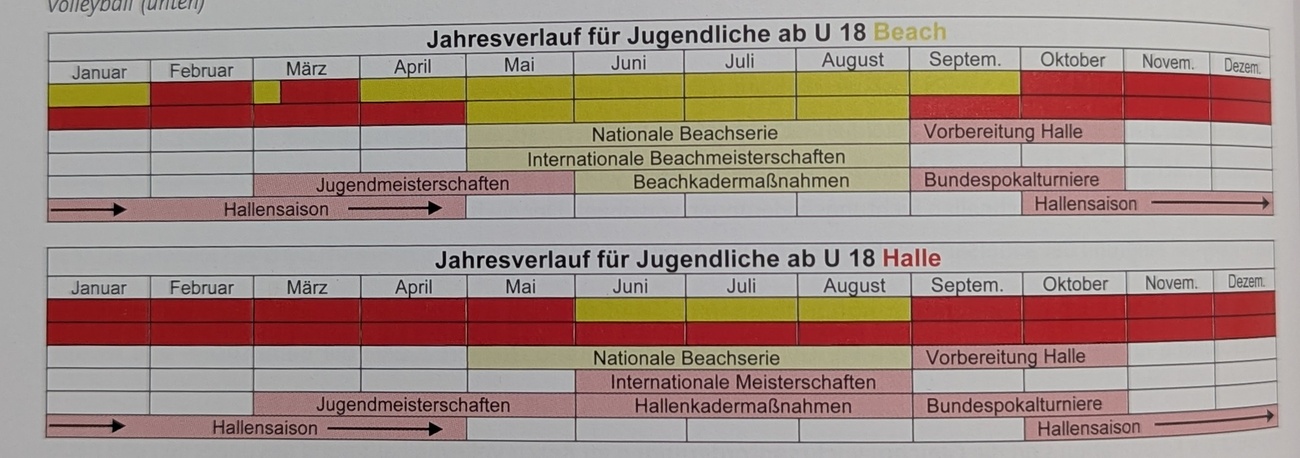 Volleyball (unten)
Jahresverlauf für Jugendliche ab U 18 Beach
Januar Februar März April Mai Juni Juli August Septem. Oktober Novem. Dezem.
Nationale Beachserie Vorbereitung Halle
Internationale Beachmeisterschaften
Jugendmeisterschaften Beachkadermaßnahmen Bundespokalturniere
Hallensaison Hallensaison
Jahresverlauf für Jugendliche ab U 18 Halle
Januar Februar März April Mai Juni Juli August Septem. Oktober Novem. Dezem.
Nationale Beachserie Vorbereitung Halle
Internationale Meisterschaften
Jugendmeisterschaften Hallenkadermaßnahmen Bundespokalturniere
Hallensaison Hallensaison